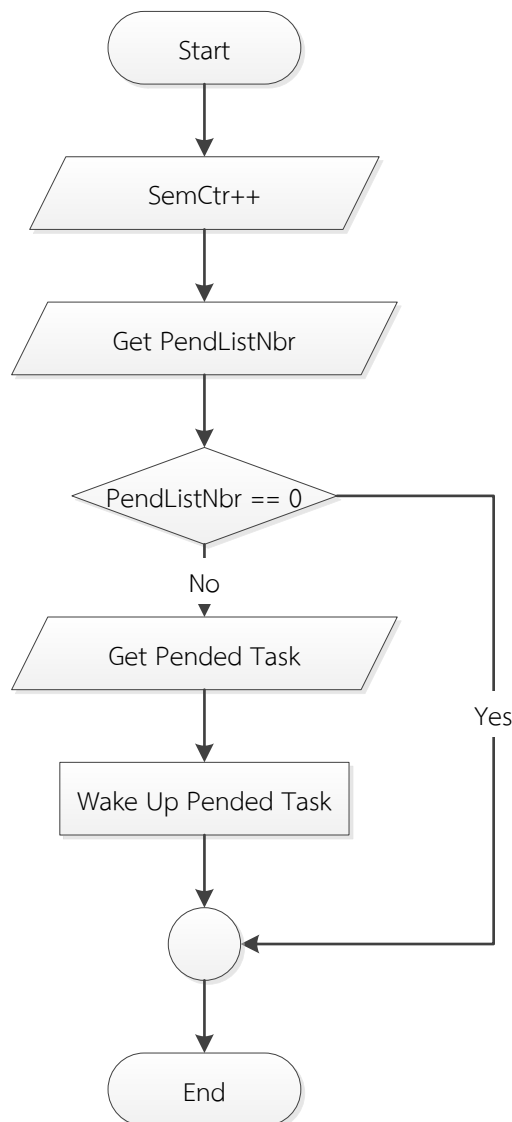 Start
SemCtr++
Get PendListNbr
PendListNbr == 0
No
Get Pended Task
Yes
Wake Up Pended Task
End